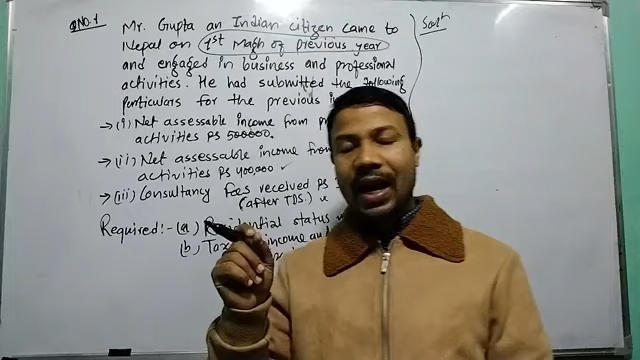 QNO.1 Mr. Gupta an Indian citizen came to
Nepal on 1st Magh of previous year
and engaged in business and professional
activities. He had submitted the following
particulars for the previous
→ (i) Net assessable income from
activities RS 500000.
→ (ii) Net assessable income from
activities RS 400,000 ✓
→ (iii) Consultancy Fees received RS
(after TDS.)
Required:- (a) Residential status
(b) income and